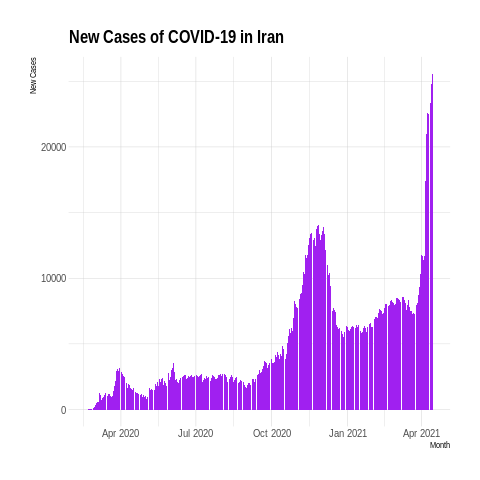 New Cases of COVID-19 in Iran
New Cases
20000
10000
0
Apr 2020 Jul 2020 Oct 2020 Jan 2021 Apr 2021
Month